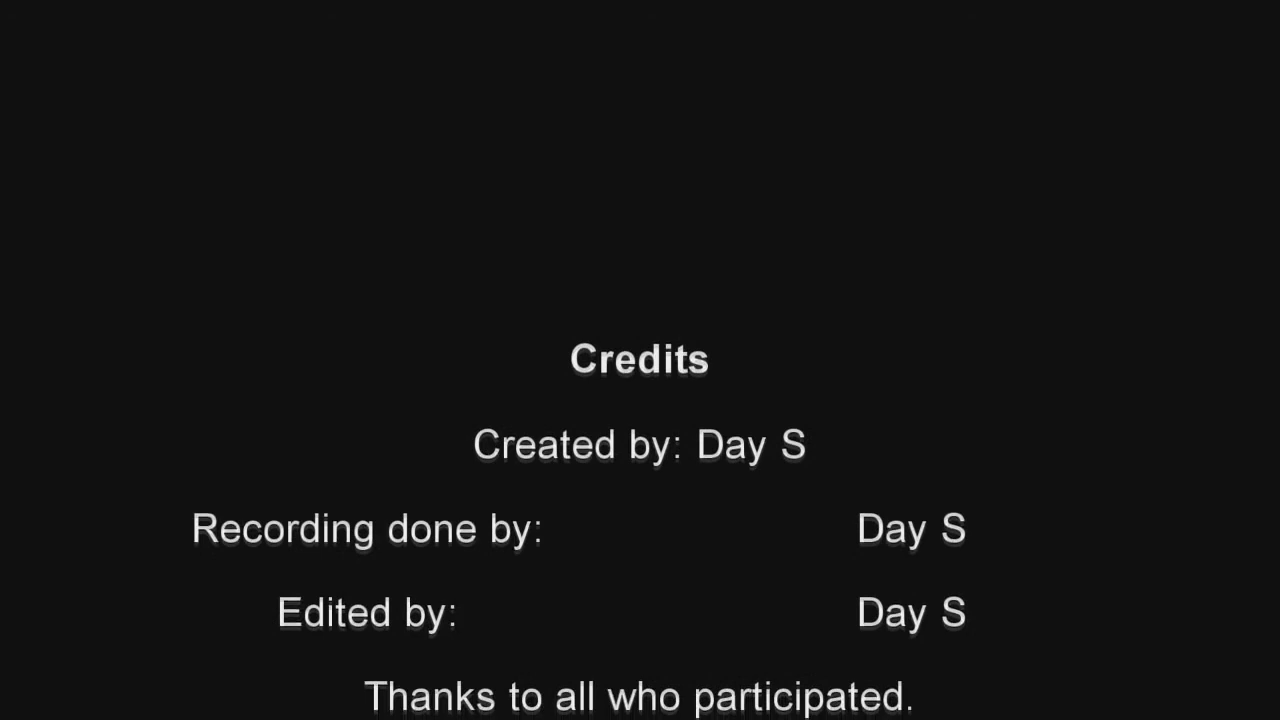 Credits
Created by: Day S
Recording done by: Day S
Edited by: Day S
Thanks to all who participated.